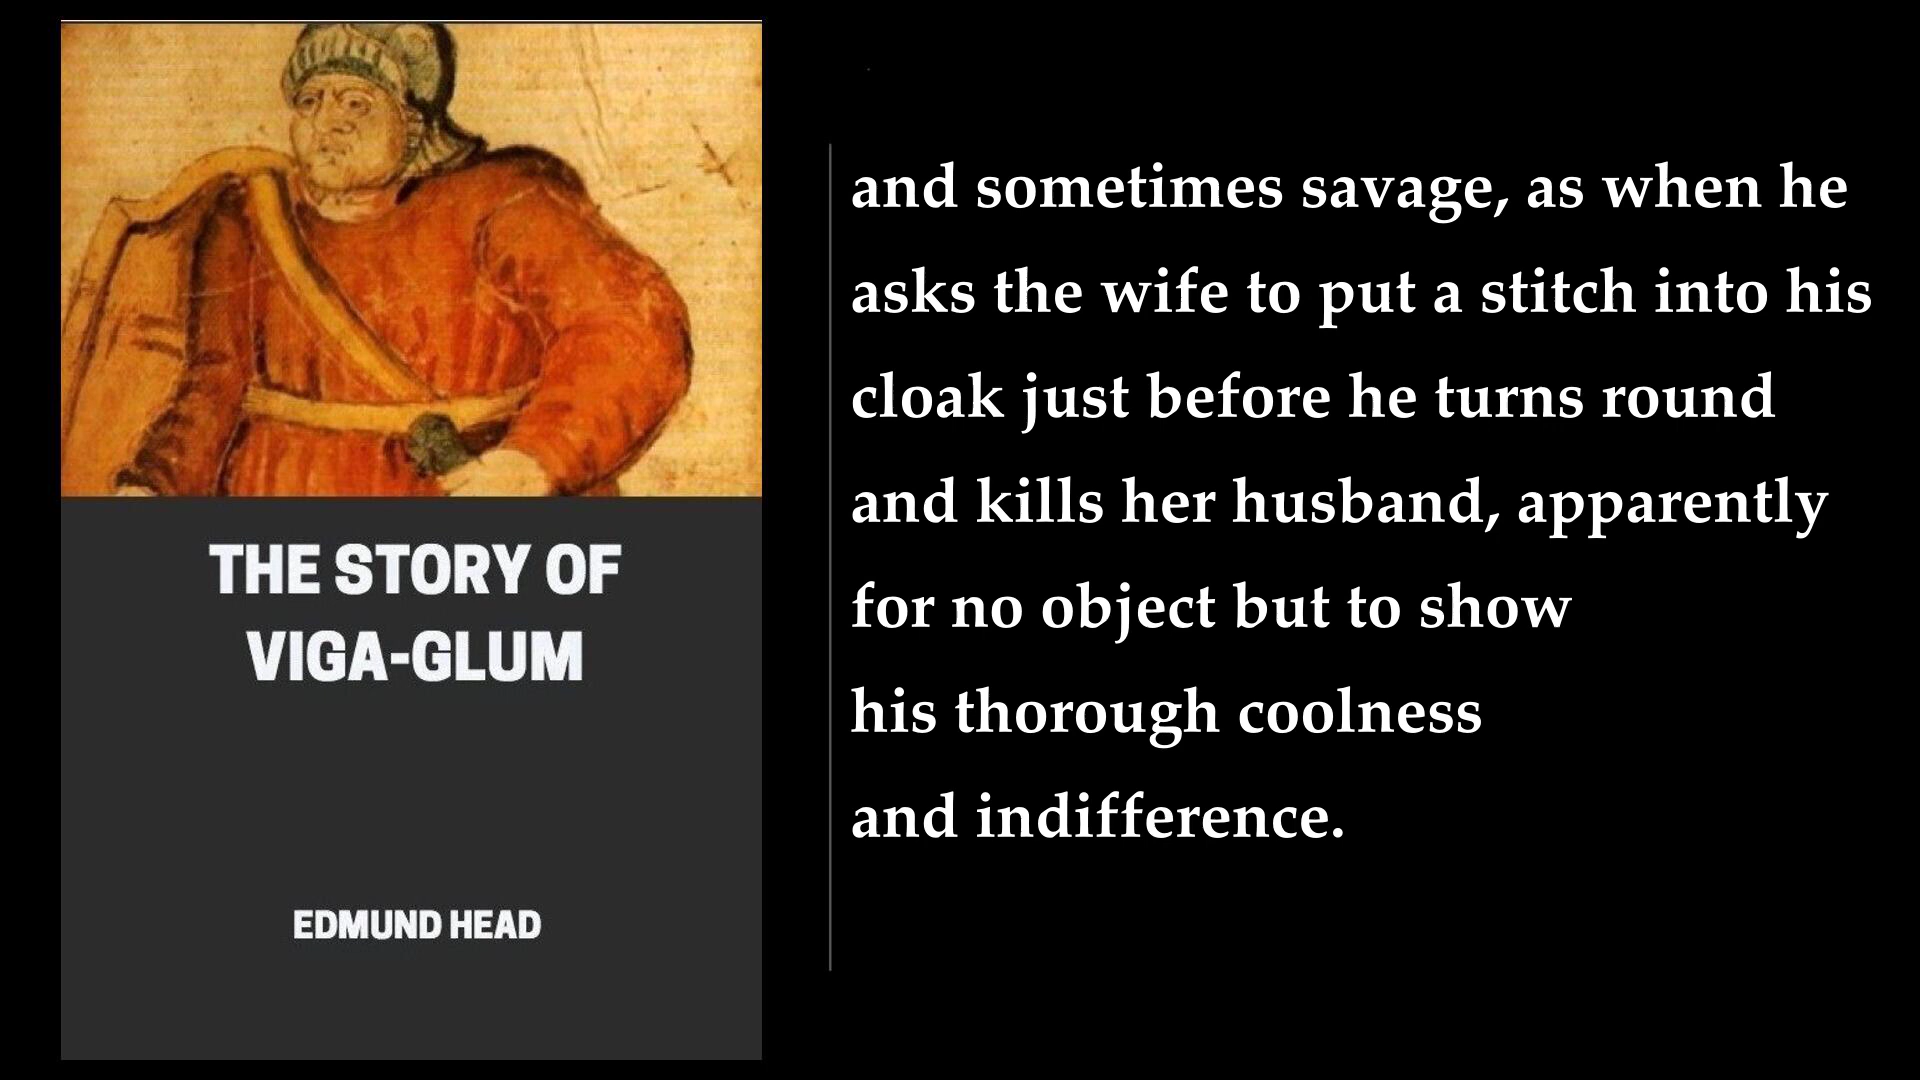 THE STORY OF
VIGA-GLUM
EDMUND HEAD
and sometimes savage, as when he
asks the wife to put a stitch into his
cloak just before he turns round
and kills her husband, apparently
for no object but to show
his thorough coolness
and indifference.